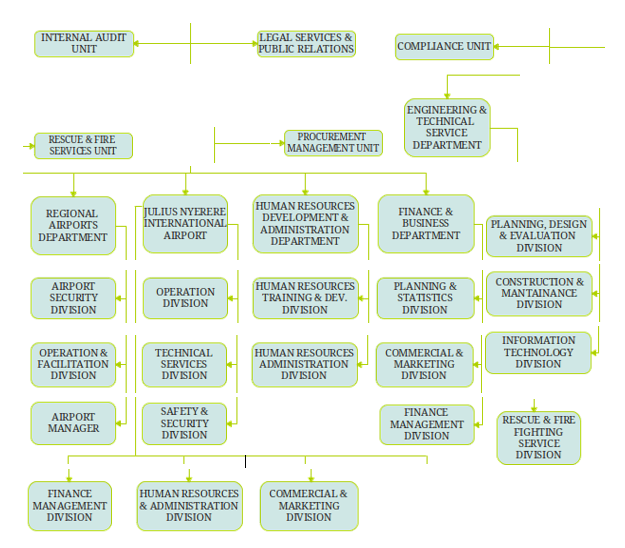 INTERNAL AUDIT
UNIT
LEGAL SERVICES &
PUBLIC RELATIONS
COMPLIANCE UNIT
ENGINEERING &
TECHNICAL
SERVICE
DEPARTMENT
RESCUE & FIRE
SERVICES UNIT
PROCUREMENT
MANAGEMENT UNIT
REGIONAL
AIRPORTS
DEPARTMENT
JULIUS NYERERE
INTERNATIONAL
AIRPORT
HUMAN RESOURCES
DEVELOPMENT &
ADMINISTRATION
DEPARTMENT
FINANCE &
BUSINESS
DEPARTMENT
PLANNING, DESIGN
& EVALUATION
DIVISION
AIRPORT
SECURITY
DIVISION
OPERATION
DIVISION
HUMAN RESOURCES
TRAINING & DEV.
DIVISION
PLANNING &
STATISTICS
DIVISION
CONSTRUCTION &
MANTAINANCE
DIVISION
OPERATION &
FACILITATION
DIVISION
TECHNICAL
SERVICES
DIVISION
HUMAN RESOURCES
ADMINISTRATION
DIVISION
COMMERCIAL &
MARKETING
DIVISION
INFORMATION
TECHNOLOGY
DIVISION
AIRPORT
MANAGER
SAFETY &
SECURITY
DIVISION
FINANCE
MANAGEMENT
DIVISION
RESCUE & FIRE
FIGHTING
SERVICE
DIVISION
FINANCE
MANAGEMENT
DIVISION
HUMAN RESOURCES
& ADMINISTRATION
DIVISION
COMMERCIAL &
MARKETING
DIVISION